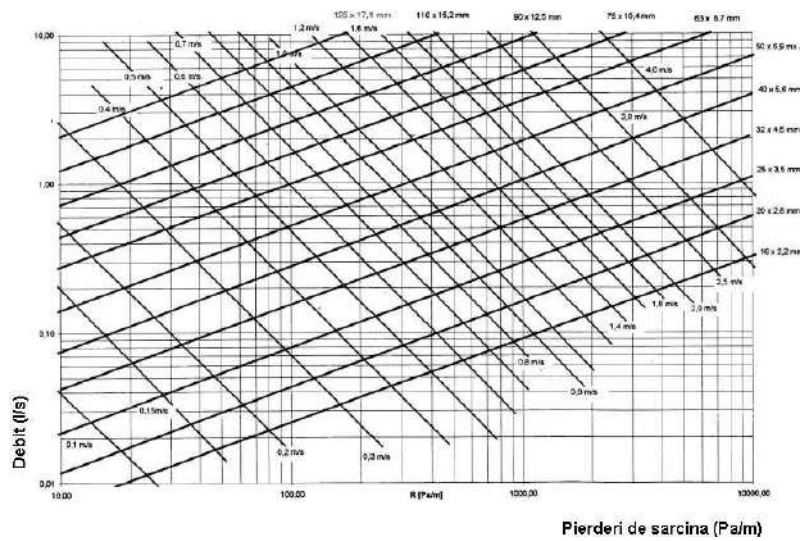 125 x 17,1 mm 110 x 15,2 mm 90 x 12,5 mm 75 x 10,4 mm 63 x 8,7 mm
10,00
0,7 m/s
1,2 m/s
1,6 m/s
50 x 6,9 mm
0,5 m/s
0,6 m/s
4,0 m/s
40 x 5,6 mm
0,4 m/s
3,0 m/s
32 x 4,5 mm
1,00
25 x 3,5 mm
20 x 2,8 mm
16 x 2,2 mm
2,5 m/s
1,8 m/s
2,0 m/s
0,10
1,4 m/s
0,8 m/s
0,9 m/s
0,15m/s
0,1 m/s
0,2 m/s
0,3 m/s
Debit (l/s)
0,01
10,00 100,00 R [Pa/m] 1000,00 10000,00
Pierderi de sarcina (Pa/m)